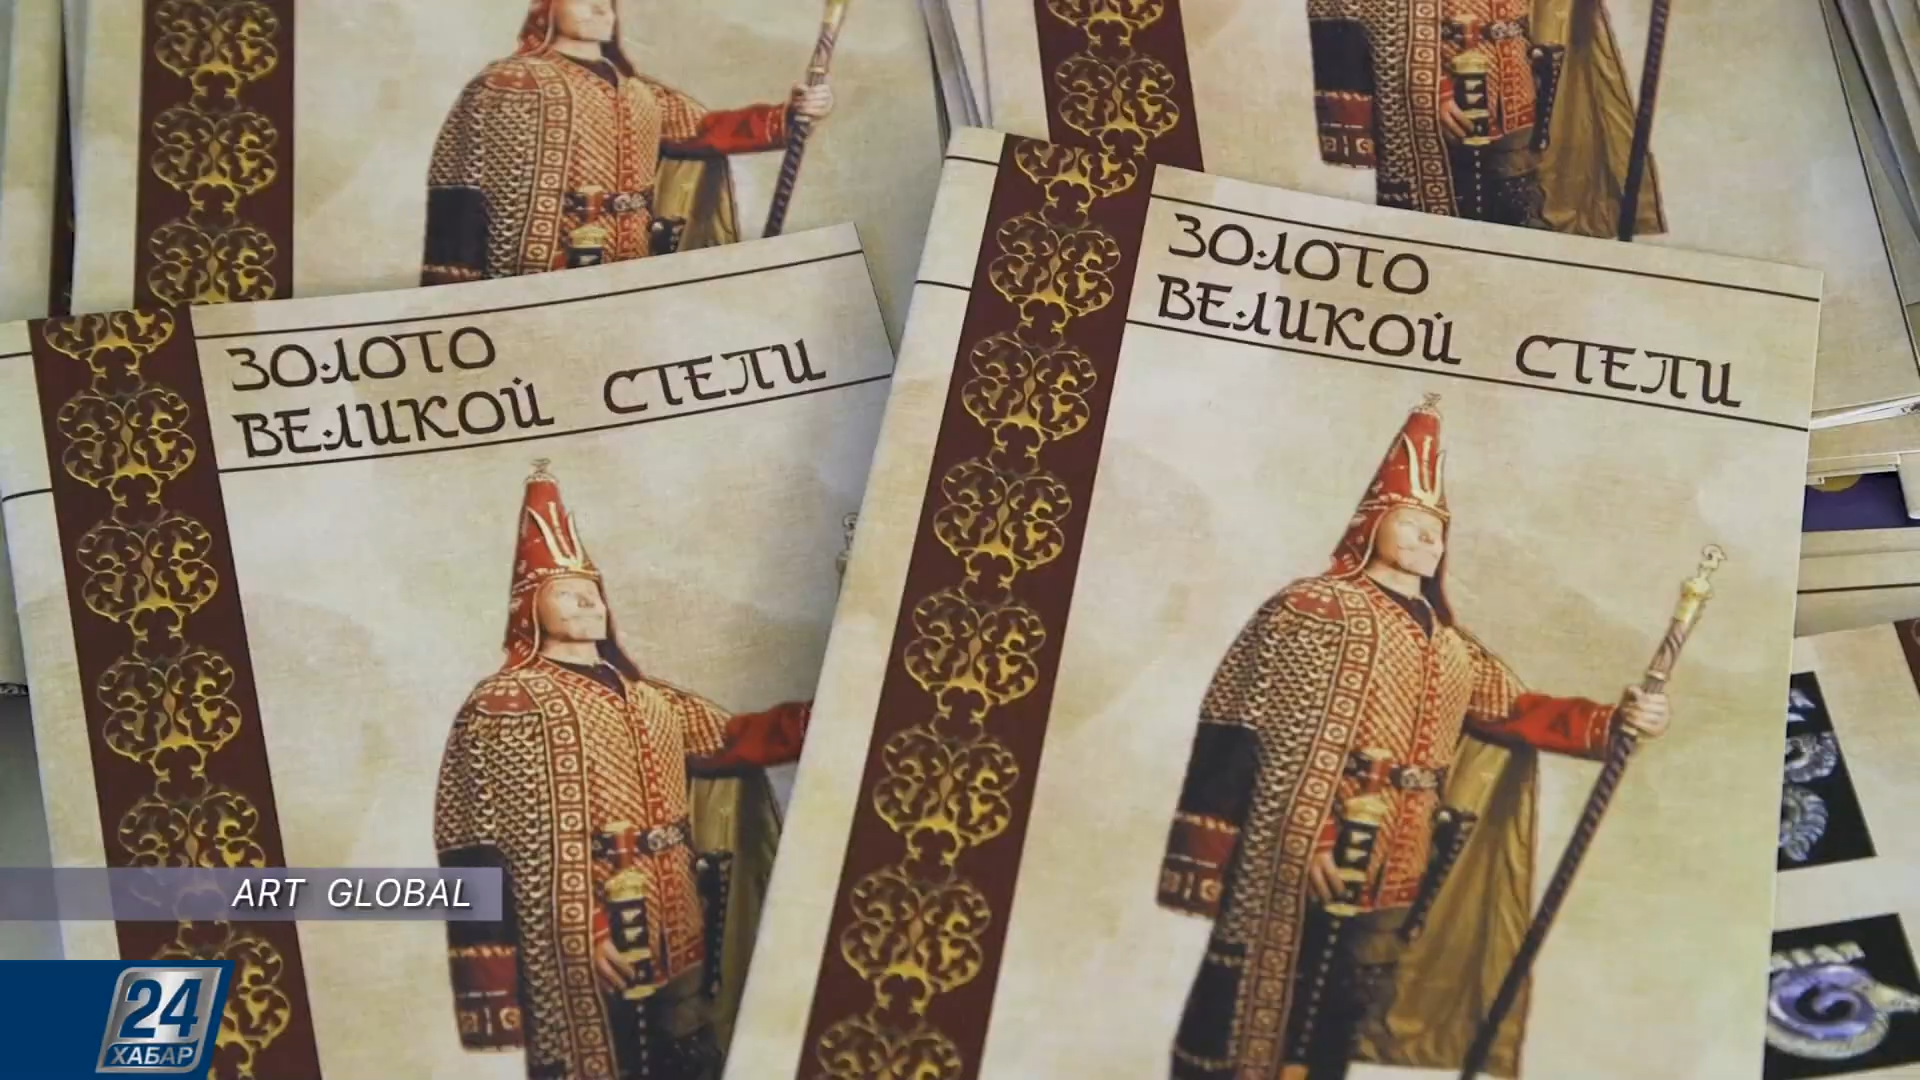 ЗОЛОТО
ВЕЛИКОЙ СТЕПИ
ЗОЛОТО
ВЕЛИКОЙ СТЕПИ
ART GLOBAL
24
ХАБАР